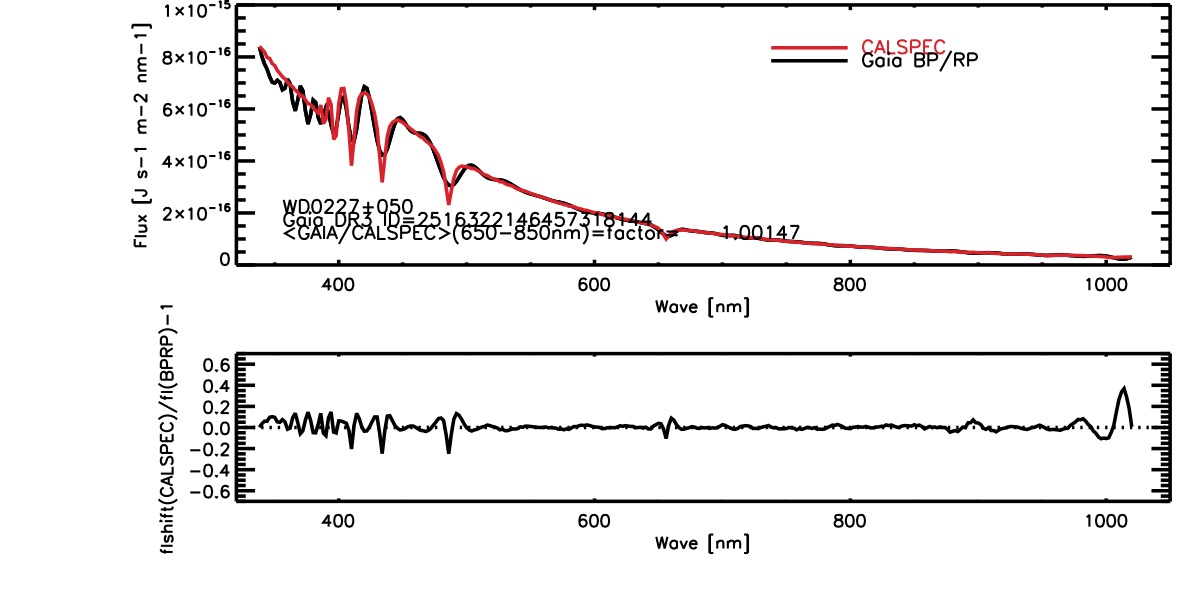 Flux [J s-1 m-2 nm-1]
1×10-15
8×10-16
6×10-16
4×10-16
2×10-16
0
CALSPEC
Gaia BP/RP
WD0227+050
Gaia DR3 ID=2516322146457318144
<GAIA/CALSPEC>(650-850nm)=factor= 1.00147
400 600 800 1000
Wave [nm]
flshift(CALSPEC)/fl(BPRP)-1
0.6
0.4
0.2
0.0
-0.2
-0.4
-0.6
400 600 800 1000
Wave [nm]